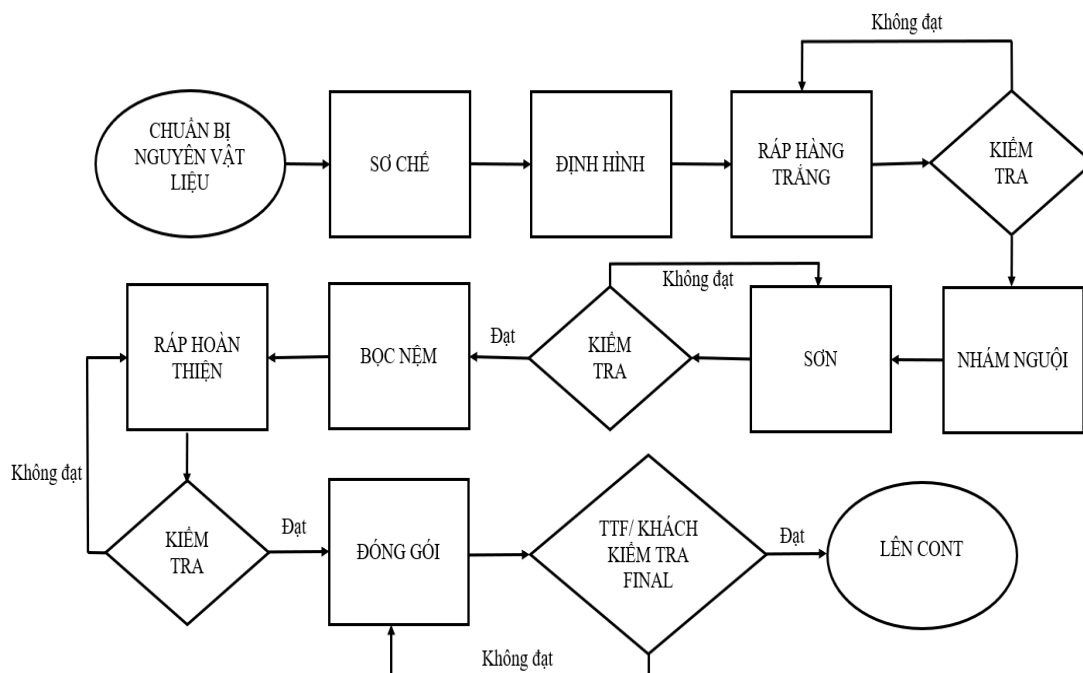 Không đạt
CHUẨN BỊ
NGUYÊN VẬT
LIỆU
SƠ CHẾ
ĐỊNH HÌNH
RÁP HÀNG
TRẮNG
KIỂM
TRA
Không đạt
RÁP HOÀN
THIỆN
BỌC NỆM
Đạt
KIỂM
TRA
SƠN
NHÁM NGUỘI
Không đạt
KIỂM
TRA
Đạt
ĐÓNG GÓI
TTF/ KHÁCH
KIỂM TRA
FINAL
Đạt
LÊN CONT
Không đạt